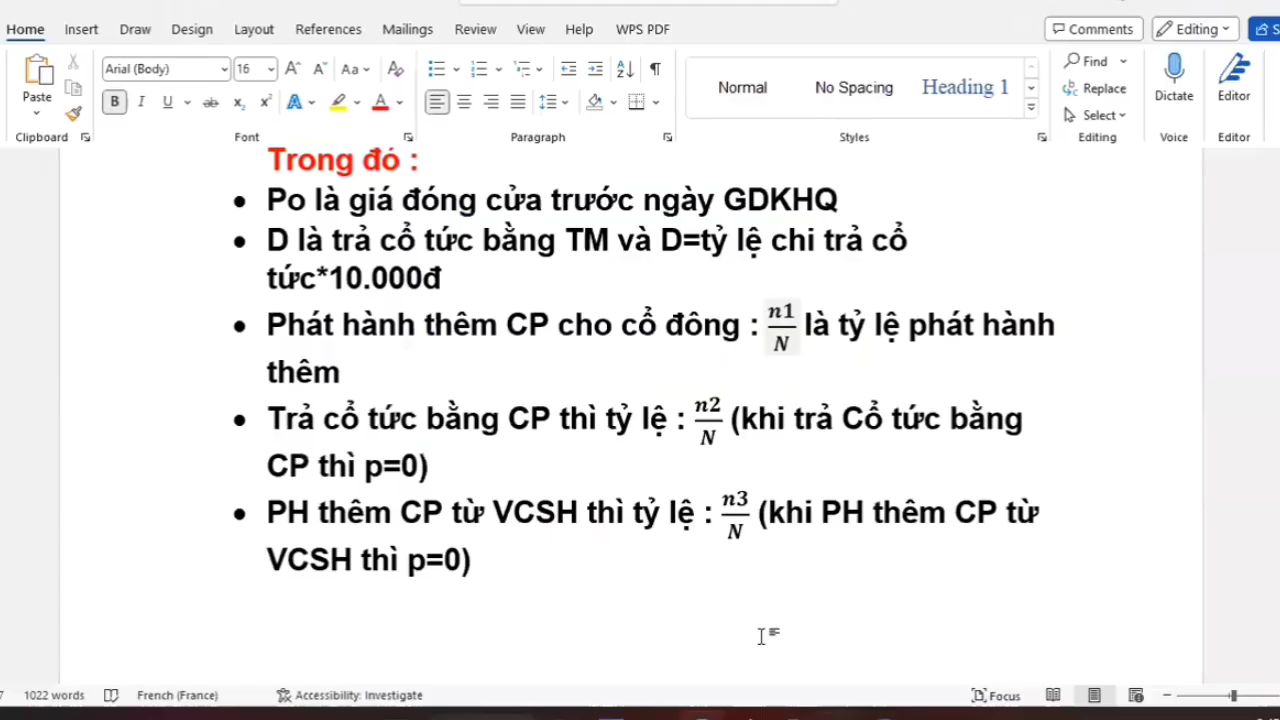 Home Insert Draw Design Layout References Mailings Review View Help WPS PDF Comments Editing
Arial (Body) 16 Aa Find
Paste B I U ab x₂ x² A A Normal No Spacing Heading 1 Replace Dictate Editor
Select
Clipboard Font Paragraph Styles Editing Voice Editor
Trong đó :
• Po là giá đóng cửa trước ngày GDKHQ
• D là trả cổ tức bằng TM và D=tỷ lệ chi trả cổ
tức*10.000đ
• Phát hành thêm CP cho cổ đông : n1/N là tỷ lệ phát hành
thêm
• Trả cổ tức bằng CP thì tỷ lệ : n2/N (khi trả Cổ tức bằng
CP thì p=0)
• PH thêm CP từ VCSH thì tỷ lệ : n3/N (khi PH thêm CP từ
VCSH thì p=0)
1022 words French (France) Accessibility: Investigate Focus